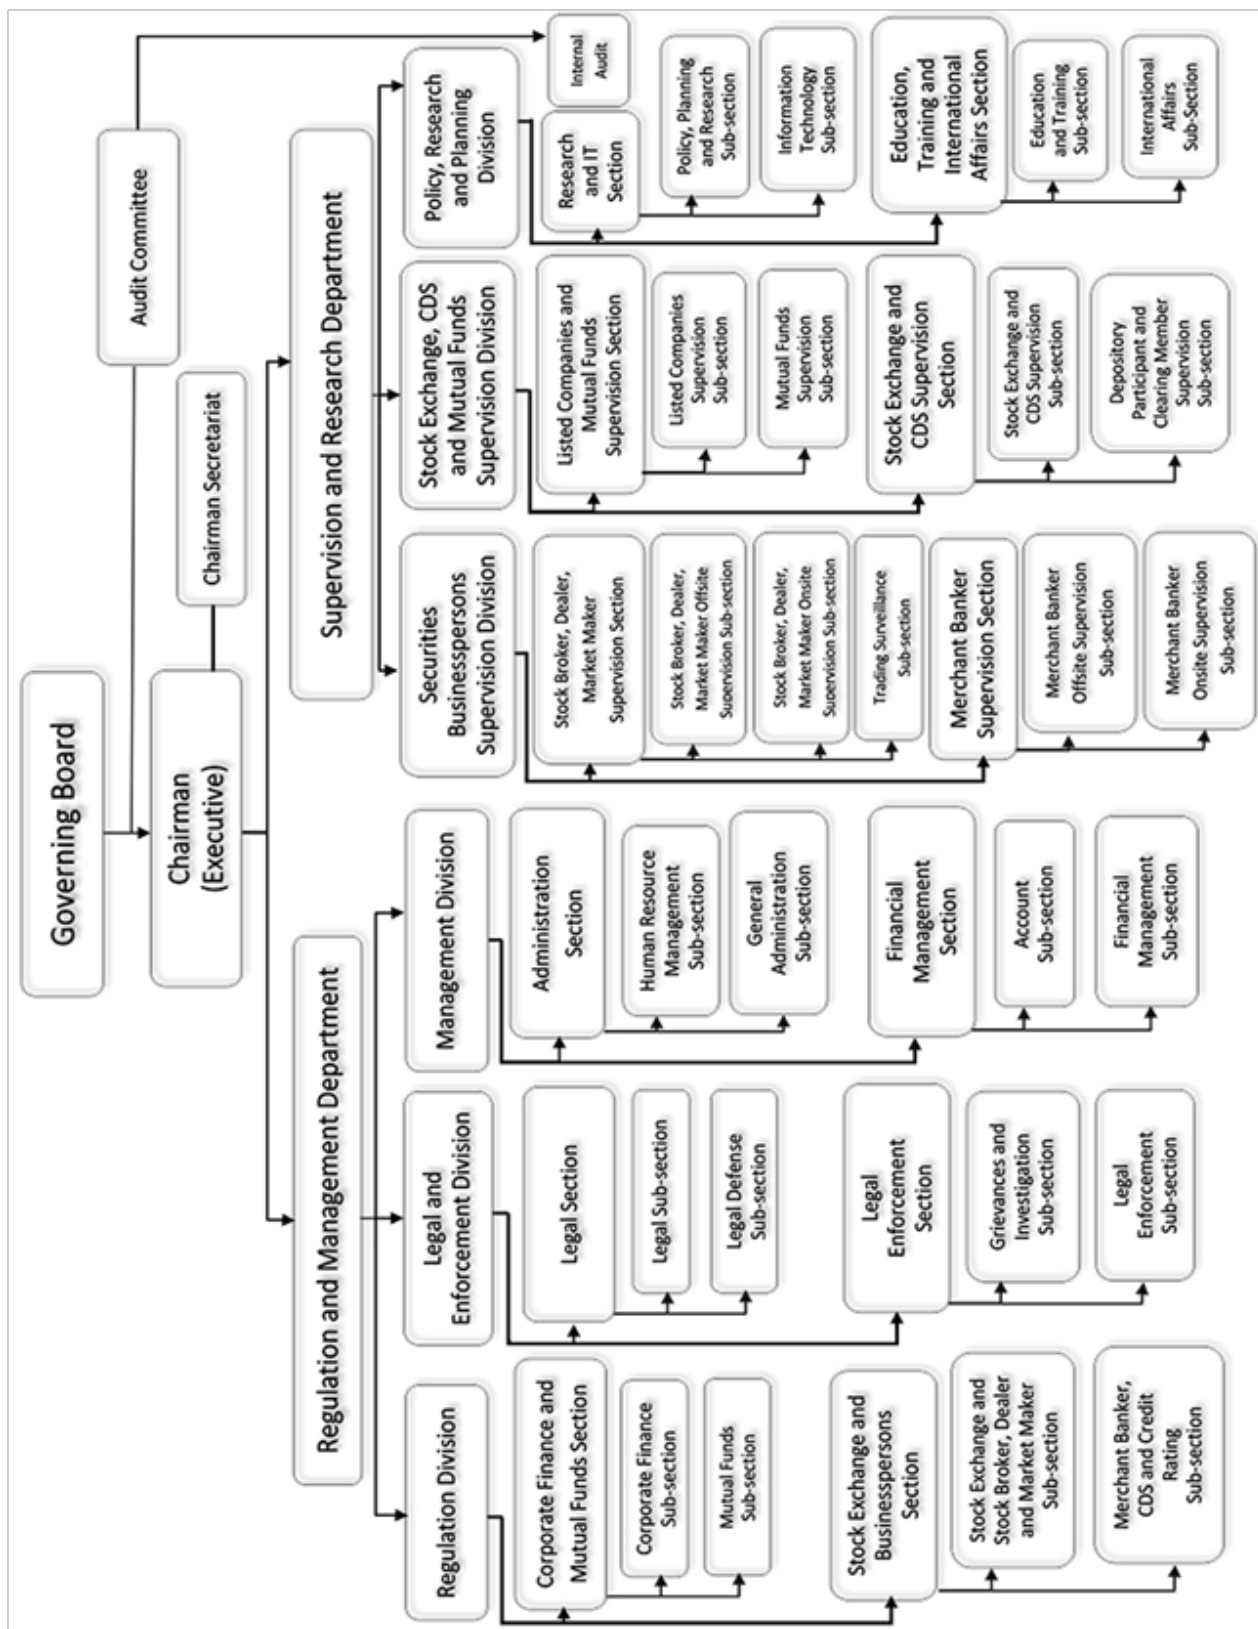 Governing Board
Audit Committee
Chairman
(Executive)
Chairman Secretariat
Internal
Audit
Regulation and Management Department
Supervision and Research Department
Regulation Division
Legal and
Enforcement Division
Management Division
Securities
Businesspersons
Supervision Division
Stock Exchange, CDS
and Mutual Funds
Supervision Division
Policy, Research
and Planning
Division
Corporate Finance and
Mutual Funds Section
Corporate Finance
Sub-section
Mutual Funds
Sub-section
Stock Exchange and
Businesspersons
Section
Stock Exchange and
Stock Broker, Dealer
and Market Maker
Sub-section
Merchant Banker,
CDS and Credit
Rating
Sub-section
Legal Section
Legal Sub-section
Legal Defense
Sub-section
Legal
Enforcement
Section
Grievances and
Investigation
Sub-section
Legal
Enforcement
Sub-section
Administration
Section
Human Resource
Management
Sub-section
General
Administration
Sub-section
Financial
Management
Section
Account
Sub-section
Financial
Management
Sub-section
Stock Broker, Dealer,
Market Maker
Supervision Section
Stock Broker, Dealer,
Market Maker Offsite
Supervision Sub-section
Stock Broker, Dealer,
Market Maker Onsite
Supervision Sub-section
Trading Surveillance
Sub-section
Merchant Banker
Supervision Section
Merchant Banker
Offsite Supervision
Sub-section
Merchant Banker
Onsite Supervision
Sub-section
Listed Companies and
Mutual Funds
Supervision Section
Listed Companies
Supervision
Sub-section
Mutual Funds
Supervision
Sub-section
Stock Exchange and
CDS Supervision
Section
Stock Exchange and
CDS Supervision
Sub-section
Depository
Participant and
Clearing Member
Supervision
Sub-section
Research
and IT
Section
Policy, Planning
and Research
Sub-section
Information
Technology
Sub-section
Education,
Training and
International
Affairs Section
Education
and Training
Sub-section
International
Affairs
Sub-Section